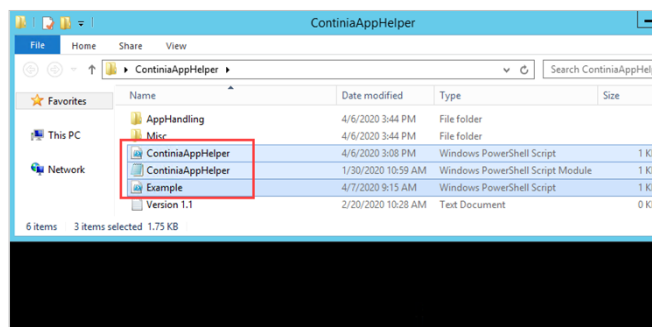 ContiniaAppHelper
File Home Share View
ContiniaAppHelper
Search ContiniaAppHel
Name Date modified Type Size
Favorites
This PC
Network
AppHandling 4/6/2020 3:44 PM File folder
Misc 4/6/2020 3:44 PM File folder
ContiniaAppHelper 4/6/2020 3:08 PM Windows PowerShell Script 1 K
ContiniaAppHelper 1/30/2020 10:59 AM Windows PowerShell Script Module 1 K
Example 4/7/2020 9:15 AM Windows PowerShell Script 1 K
Version 1.1 2/20/2020 10:28 AM Text Document 0 K
6 items 3 items selected 1.75 KB